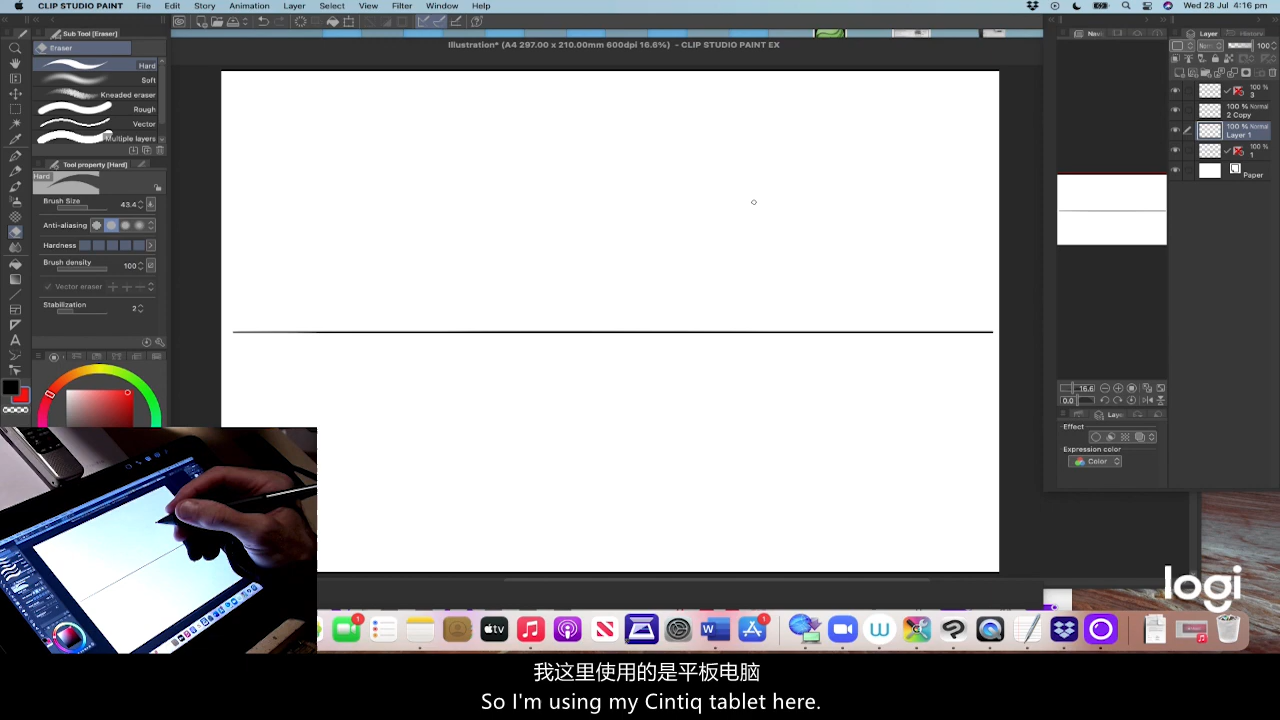 CLIP STUDIO PAINT File Edit Story Animation Layer Select View Filter Window Help Wed 28 Jul 4:16 pm
Sub Tool [Eraser]
Illustration* (A4 297.00 x 210.00mm 600dpi 16.6%) - CLIP STUDIO PAINT EX
Eraser
Hard
Soft
Kneaded eraser
Rough
Vector
Multiple layers
Tool property [Hard]
Hard
Brush Size 43.4
Anti-aliasing
Hardness
Brush density 100
Vector eraser
Stabilization 2
Layer History
100
100 %
3
100 % Normal
2 Copy
100 % Normal
Layer 1
100 %
1
Paper
16.6
0.0
Effect
Expression color
Color
logi
tv
W
1
1
我这里使用的是平板电脑
So I'm using my Cintiq tablet here.